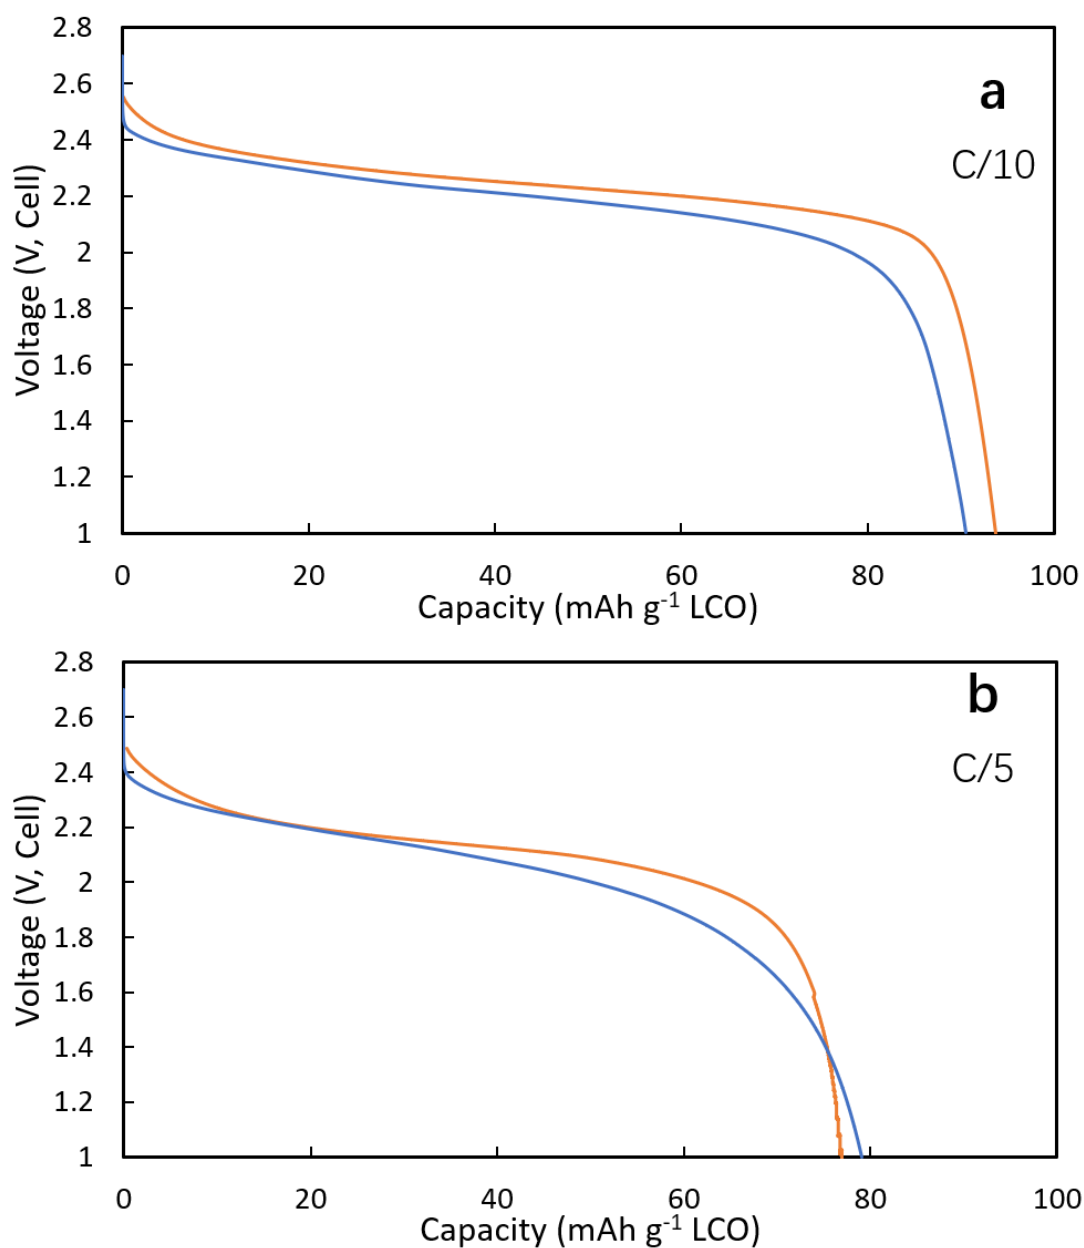 2.8
2.6
2.4
2.2
2
1.8
1.6
1.4
1.2
1
Voltage (V, Cell)
a
C/10
0 20 40 60 80 100
Capacity (mAh g⁻¹ LCO)
2.8
2.6
2.4
2.2
2
1.8
1.6
1.4
1.2
1
Voltage (V, Cell)
b
C/5
0 20 40 60 80 100
Capacity (mAh g⁻¹ LCO)